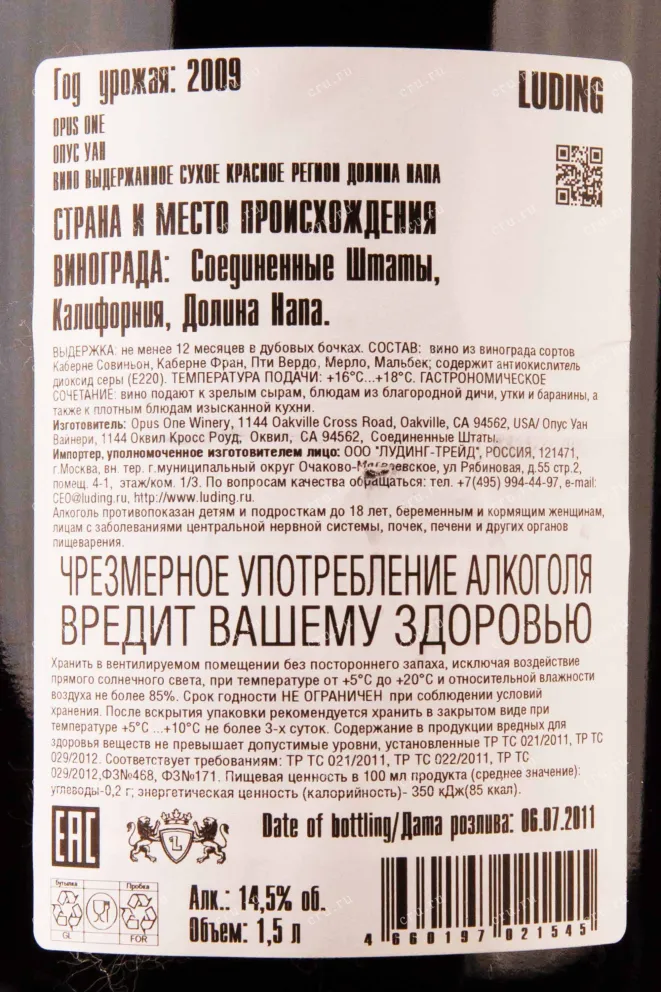 Год урожая: 2009
LUDING
OPUS ONE
ОПУС УАН
ВИНО ВЫДЕРЖАННОЕ СУХОЕ КРАСНОЕ РЕГИОН ДОЛИНА НАПА
СТРАНА И МЕСТО ПРОИСХОЖДЕНИЯ
ВИНОГРАДА: Соединенные Штаты,
Калифорния, Долина Напа.
ВЫДЕРЖКА: не менее 12 месяцев в дубовых бочках. СОСТАВ: вино из винограда сортов
Каберне Совиньон, Каберне Фран, Пти Вердо, Мерло, Мальбек; содержит антиокислитель
диоксид серы (Е220). ТЕМПЕРАТУРА ПОДАЧИ: +16°С...+18°С. ГАСТРОНОМИЧЕСКОЕ
СОЧЕТАНИЕ: вино подают к зрелым сырам, блюдам из благородной дичи, утки и баранины, а
также к плотным блюдам изысканной кухни.
Изготовитель: Opus One Winery, 1144 Oakville Cross Road, Oakville, CA 94562, USA/ Опус Уан
Вайнери, 1144 Оквил Кросс Роуд, Оквил, СА 94562, Соединенные Штаты.
Импортер, уполномоченное изготовителем лицо: ООО "ЛУДИНГ-ТРЕЙД", РОССИЯ, 121471,
г.Москва, вн. тер. г.муниципальный округ Очаково-Матвеевское, ул Рябиновая, д.55 стр.2,
помещ. 4-1, этаж/ком. 1/3. По вопросам качества обращаться: тел. +7(495) 994-44-97, e-mail:
CEO@luding.ru, http://www.luding.ru.
Алкоголь противопоказан детям и подросткам до 18 лет, беременным и кормящим женщинам,
лицам с заболеваниями центральной нервной системы, почек, печени и других органов
пищеварения.
ЧРЕЗМЕРНОЕ УПОТРЕБЛЕНИЕ АЛКОГОЛЯ
ВРЕДИТ ВАШЕМУ ЗДОРОВЬЮ
Хранить в вентилируемом помещении без постороннего запаха, исключая воздействие
прямого солнечного света, при температуре от +5°С до +20°С и относительной влажности
воздуха не более 85%. Срок годности НЕ ОГРАНИЧЕН при соблюдении условий
хранения. После вскрытия упаковки рекомендуется хранить в закрытом виде при
температуре +5°С ...+10°С не более 3-х суток. Содержание в продукции вредных для
здоровья веществ не превышает допустимые уровни, установленные ТР ТС 021/2011, ТР ТС
029/2012. Соответствует требованиям: ТР ТС 021/2011, ТР ТС 022/2011, ТР ТС
029/2012,ФЗ№468, ФЗ№171. Пищевая ценность в 100 мл продукта (среднее значение):
углеводы-0,2 г; энергетическая ценность (калорийность)- 350 кДж(85 ккал).
EAC
L
Date of bottling/Дата розлива: 06.07.2011
Бутылка
Пробка
GL
FOR
Алк.: 14,5% об.
Объем: 1,5 л
4 660197 021545
cru.ru